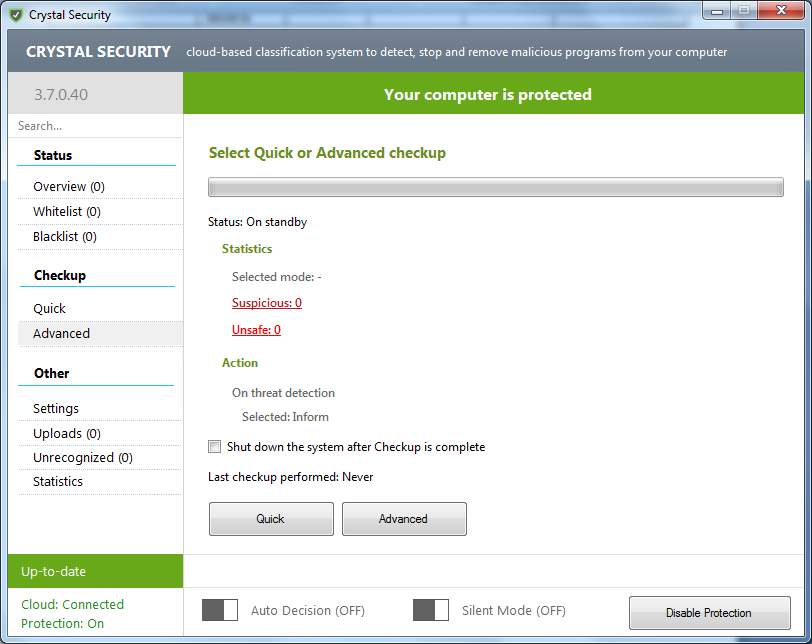 Crystal Security
CRYSTAL SECURITY cloud-based classification system to detect, stop and remove malicious programs from your computer
3.7.0.40
Your computer is protected
Search...
Status
Overview (0)
Whitelist (0)
Blacklist (0)
Checkup
Quick
Advanced
Other
Settings
Uploads (0)
Unrecognized (0)
Statistics
Up-to-date
Cloud: Connected
Protection: On
Select Quick or Advanced checkup
Status: On standby
Statistics
Selected mode: -
Suspicious: 0
Unsafe: 0
Action
On threat detection
Selected: Inform
Shut down the system after Checkup is complete
Last checkup performed: Never
Quick Advanced
Auto Decision (OFF) Silent Mode (OFF) Disable Protection